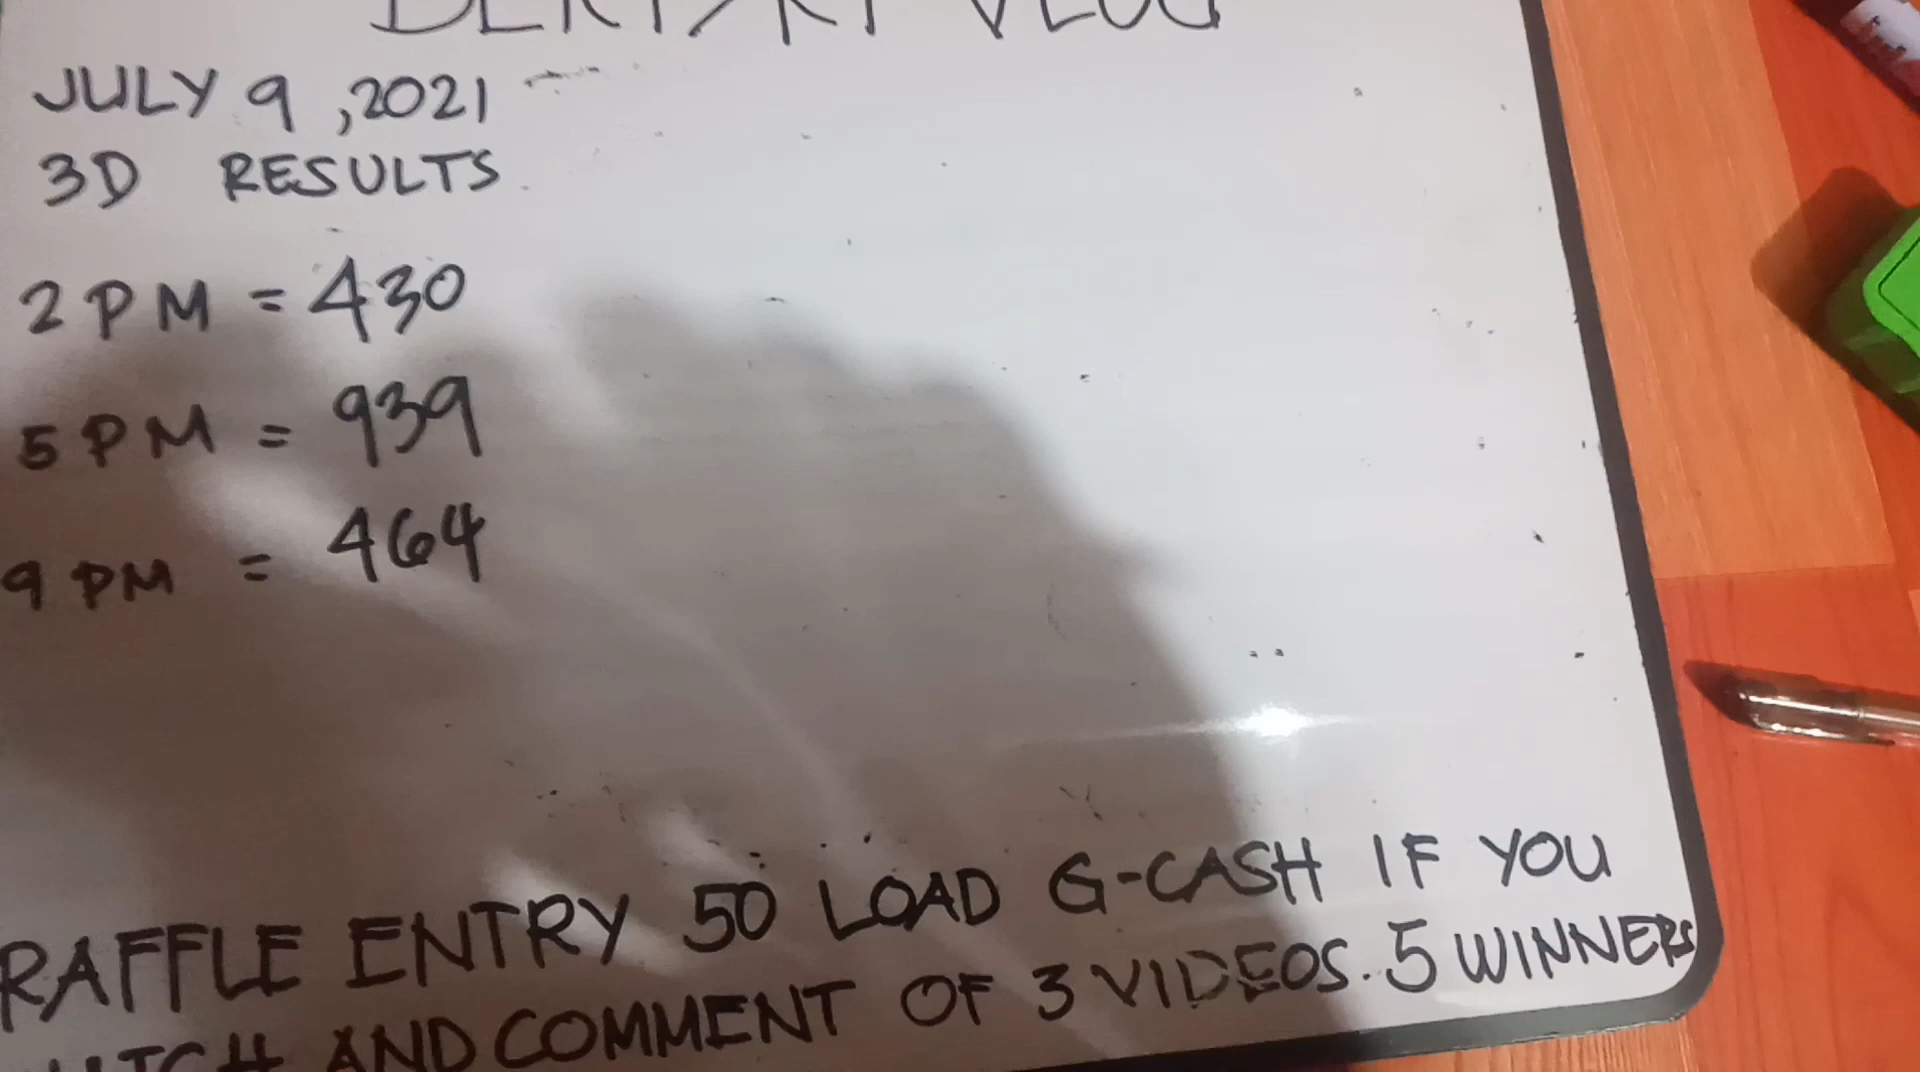 VLOG
JULY 9, 2021
3D RESULTS
2 PM = 430
5 PM = 939
9 PM = 464
RAFFLE ENTRY 50 LOAD G-CASH IF YOU
AND COMMENT OF 3 VIDEOS. 5 WINNERS